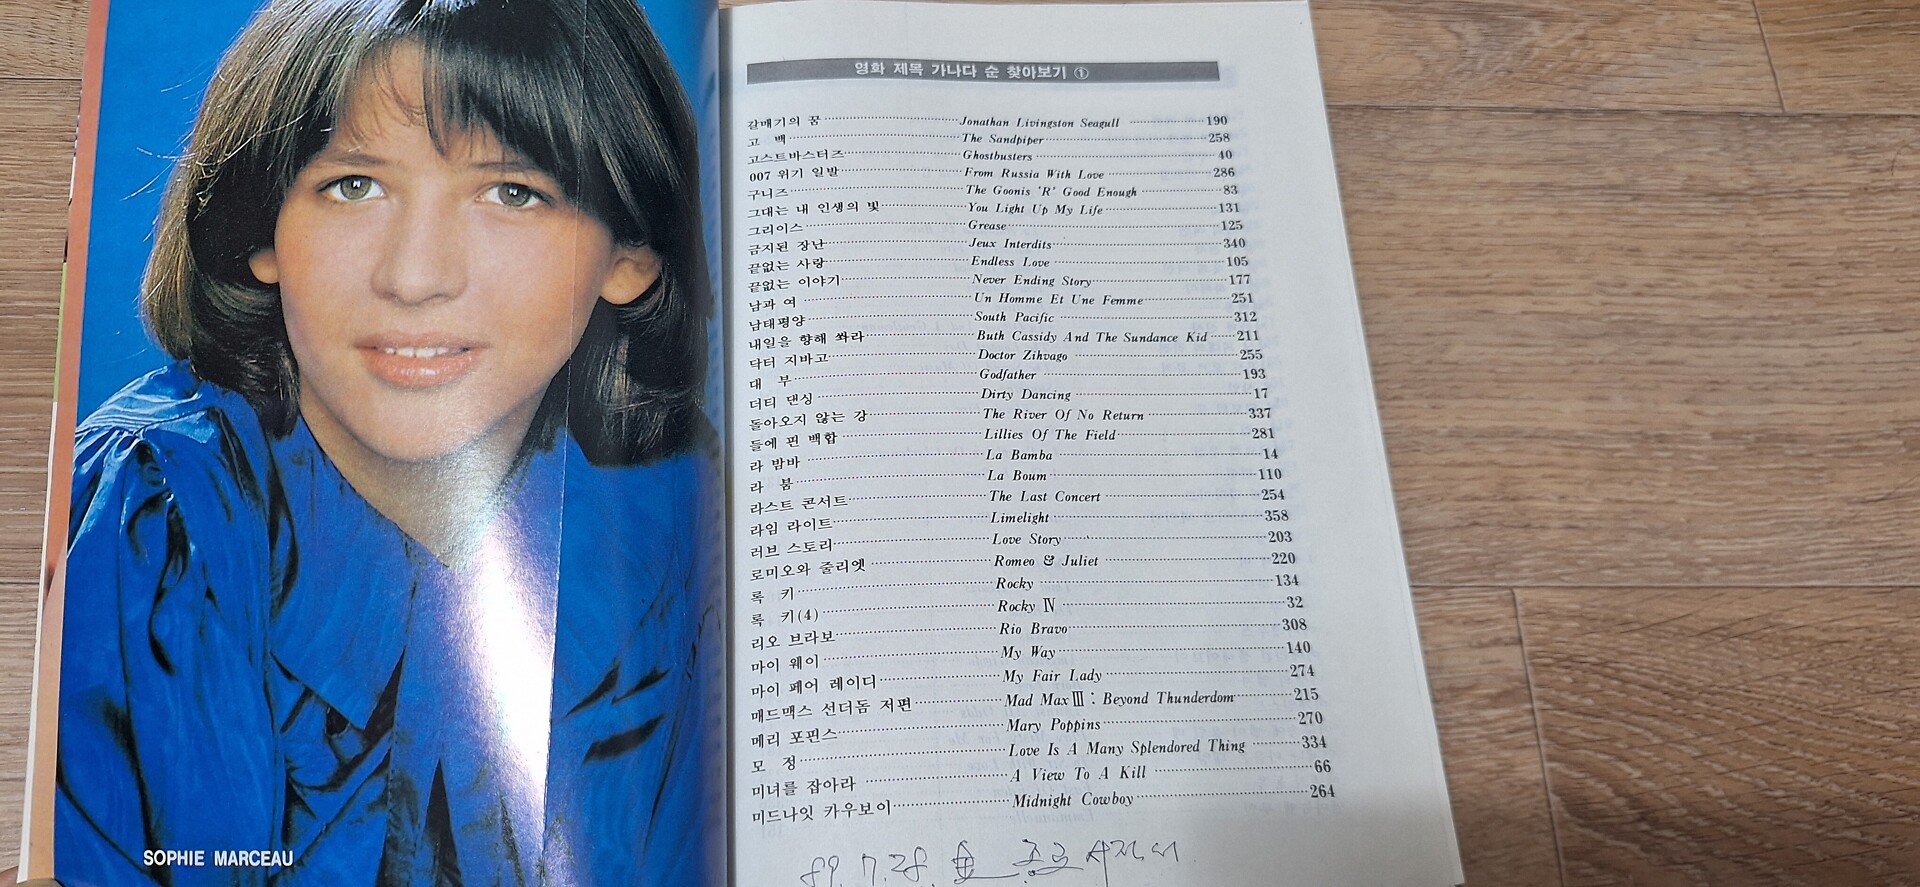 SOPHIE MARCEAU
영화 제목 가나다 순 찾아보기 ①
갈매기의 꿈 Jonathan Livingston Seagull 190
고 백 The Sandpiper 258
고스트바스터즈 Ghostbusters 40
007 위기 일발 From Russia With Love 286
구니즈 The Goonis 'R' Good Enough 83
그대는 내 인생의 빛 You Light Up My Life 131
그리이스 Grease 125
금지된 장난 Jeux Interdits 340
끝없는 사랑 Endless Love 105
끝없는 이야기 Never Ending Story 177
남과 여 Un Homme Et Une Femme 251
남태평양 South Pacific 312
내일을 향해 쏴라 Buth Cassidy And The Sundance Kid 211
닥터 지바고 Doctor Zihvago 255
대 부 Godfather 193
더티 댄싱 Dirty Dancing 17
돌아오지 않는 강 The River Of No Return 337
들에 핀 백합 Lillies Of The Field 281
라 밤바 La Bamba 14
라 붐 La Boum 110
라스트 콘서트 The Last Concert 254
라임 라이트 Limelight 358
러브 스토리 Love Story 203
로미오와 줄리엣 Romeo & Juliet 220
록 키 Rocky 134
록 키(4) Rocky Ⅳ 32
리오 브라보 Rio Bravo 308
마이 웨이 My Way 140
마이 페어 레이디 My Fair Lady 274
매드맥스 선더돔 저편 Mad Max Ⅲ : Beyond Thunderdom 215
메리 포핀스 Mary Poppins 270
모 정 Love Is A Many Splendored Thing 334
미녀를 잡아라 A View To A Kill 66
미드나잇 카우보이 Midnight Cowboy 264
89. 7. 28. 金 종로서적에서